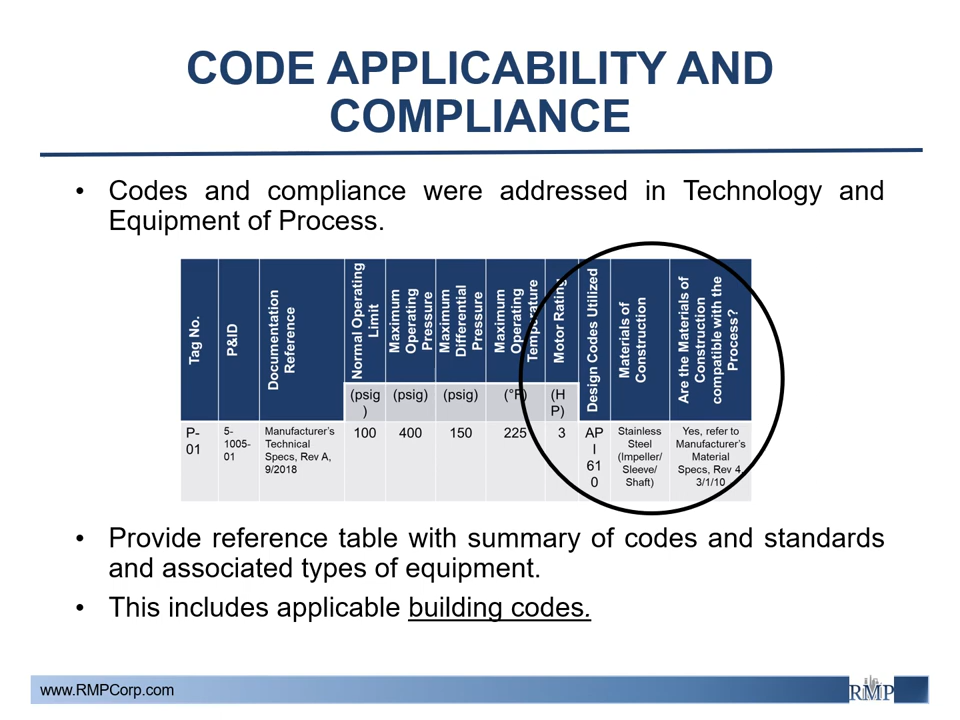 CODE APPLICABILITY AND
COMPLIANCE
• Codes and compliance were addressed in Technology and
Equipment of Process.
Tag No.
P&ID
Documentation
Reference
Normal Operating
Limit
Maximum
Operating
Pressure
Maximum
Differential
Pressure
Maximum
Operating
Temperature
Motor Rating
Design Codes Utilized
Materials of
Construction
Are the Materials of
Construction
compatible with the
Process?
(psig
)
(psig)
(psig)
(°F)
(H
P)
P-
01
5-
1005-
01
Manufacturer's
Technical
Specs, Rev A,
9/2018
100
400
150
225
3
AP
I
61
0
Stainless
Steel
(Impeller/
Sleeve/
Shaft)
Yes, refer to
Manufacturer's
Material
Specs, Rev 4,
3/1/10
• Provide reference table with summary of codes and standards
and associated types of equipment.
• This includes applicable building codes.
www.RMPCorp.com
RMP